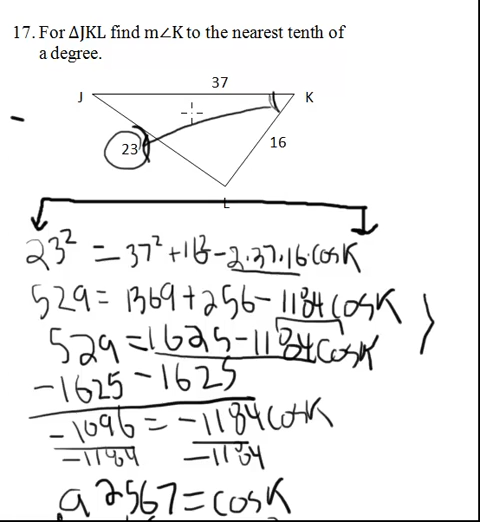 17. For ΔJKL find m∠K to the nearest tenth of
a degree.
37
J K
23 16
L
23² = 37² + 16² - 2·37·16·cosK
529 = 1369 + 256 - 1184 cosK
529 = 1625 - 1184 cosK
-1625 -1625
-1096 = -1184 cosK
-1184 -1184
= cosK